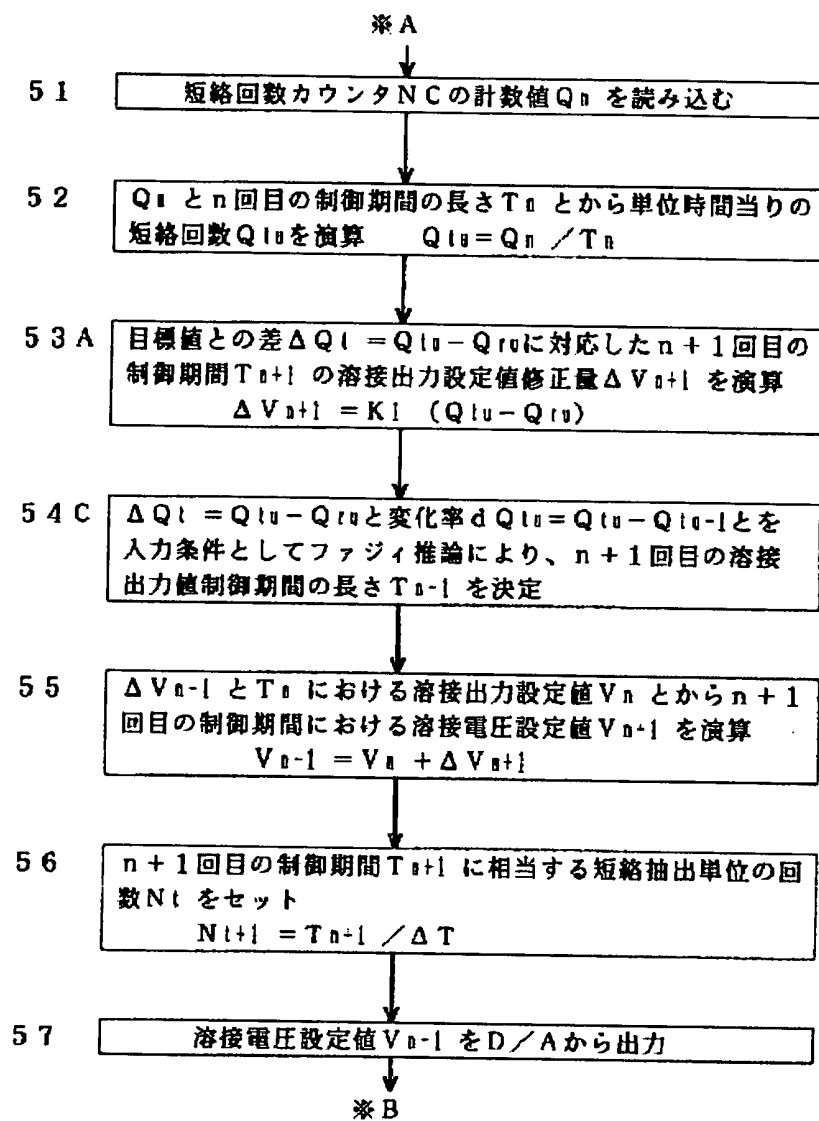 ※A
51 短絡回数カウンタNCの計数値Qn を読み込む
52 Qn とn回目の制御期間の長さTn とから単位時間当りの
短絡回数Qtnを演算 Qtn=Qn /Tn
53A 目標値との差ΔQt =Qtn-Qrnに対応したn+1回目の
制御期間Tn+1 の溶接出力設定値修正量ΔVn+1 を演算
ΔVn+1 =K1 (Qtn-Qrn)
54C ΔQt =Qtn-Qrnと変化率dQtn=Qtn-Qtn-1とを
入力条件としてファジィ推論により、n+1回目の溶接
出力値制御期間の長さTn-1 を決定
55 ΔVn-1 とTn における溶接出力設定値Vn とからn+1
回目の制御期間における溶接電圧設定値Vn+1 を演算
Vn-1 =Vn +ΔVn+1
56 n+1回目の制御期間Tn+1 に相当する短絡抽出単位の回
数Nt をセット
Nt+1 =Tn+1 /ΔT
57 溶接電圧設定値Vn-1 をD/Aから出力
※B